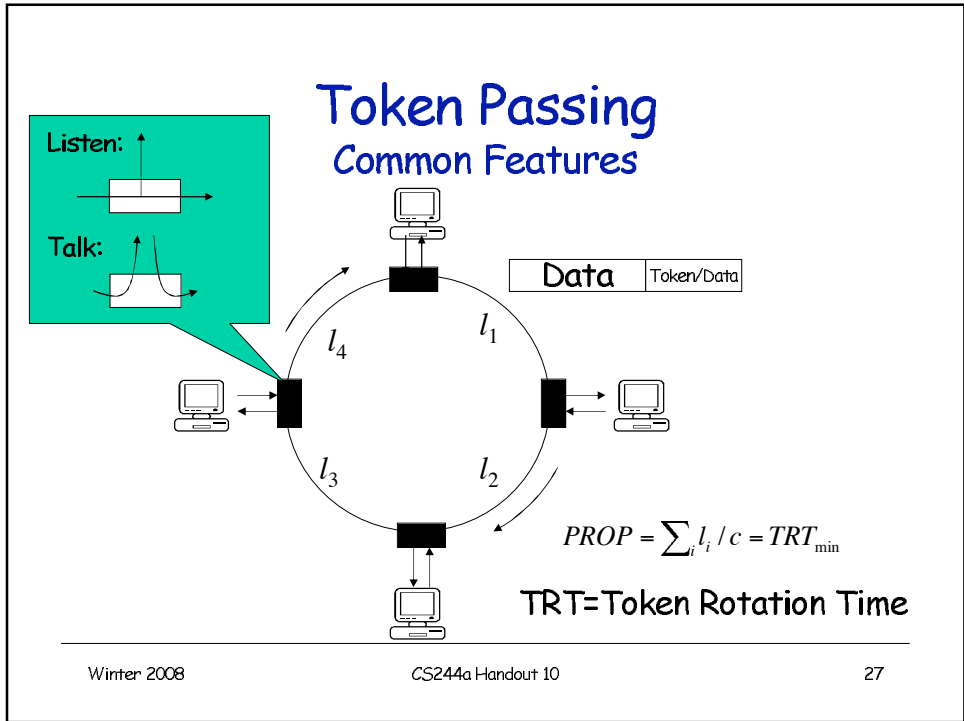 Token Passing
Common Features
Listen:
Talk:
Data
Token/Data
l₁
l₄
l₃
l₂
PROP = ∑ᵢ lᵢ / c = TRTₘᵢₙ
TRT=Token Rotation Time
Winter 2008
CS244a Handout 10
27